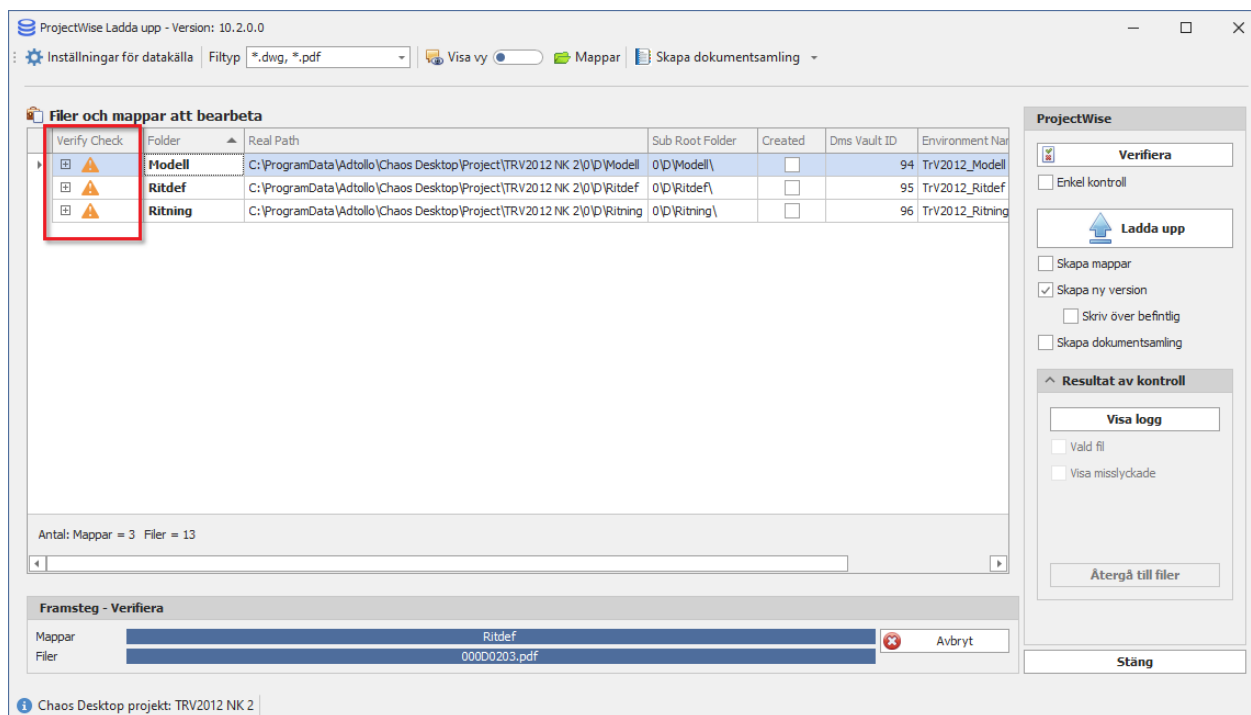 ProjectWise Ladda upp - Version: 10.2.0.0
Inställningar för datakälla Filtyp *.dwg, *.pdf Visa vy Mappar Skapa dokumentsamling
Filer och mappar att bearbeta
Verify Check Folder Real Path Sub Root Folder Created Dms Vault ID Environment Nar
Modell C:\ProgramData\Adtollo\Chaos Desktop\Project\TRV2012 NK 2\0\D\Modell 0\D\Modell\ 94 TrV2012_Modell
Ritdef C:\ProgramData\Adtollo\Chaos Desktop\Project\TRV2012 NK 2\0\D\Ritdef 0\D\Ritdef\ 95 TrV2012_Ritdef
Ritning C:\ProgramData\Adtollo\Chaos Desktop\Project\TRV2012 NK 2\0\D\Ritning 0\D\Ritning\ 96 TrV2012_Ritning
Antal: Mappar = 3 Filer = 13
Framsteg - Verifiera
Mappar Ritdef
Filer 000D0203.pdf
Avbryt
ProjectWise
Verifiera
Enkel kontroll
Ladda upp
Skapa mappar
Skapa ny version
Skriv över befintlig
Skapa dokumentsamling
Resultat av kontroll
Visa logg
Vald fil
Visa misslyckade
Återgå till filer
Stäng
Chaos Desktop projekt: TRV2012 NK 2